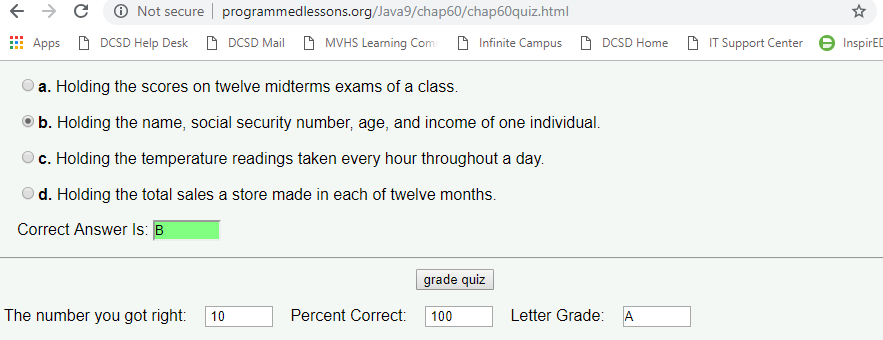 Not secure | programmedlessons.org/Java9/chap60/chap60quiz.html
Apps DCSD Help Desk DCSD Mail MVHS Learning Com Infinite Campus DCSD Home IT Support Center InspirED
a. Holding the scores on twelve midterms exams of a class.
b. Holding the name, social security number, age, and income of one individual.
c. Holding the temperature readings taken every hour throughout a day.
d. Holding the total sales a store made in each of twelve months.
Correct Answer Is: B
grade quiz
The number you got right: 10 Percent Correct: 100 Letter Grade: A